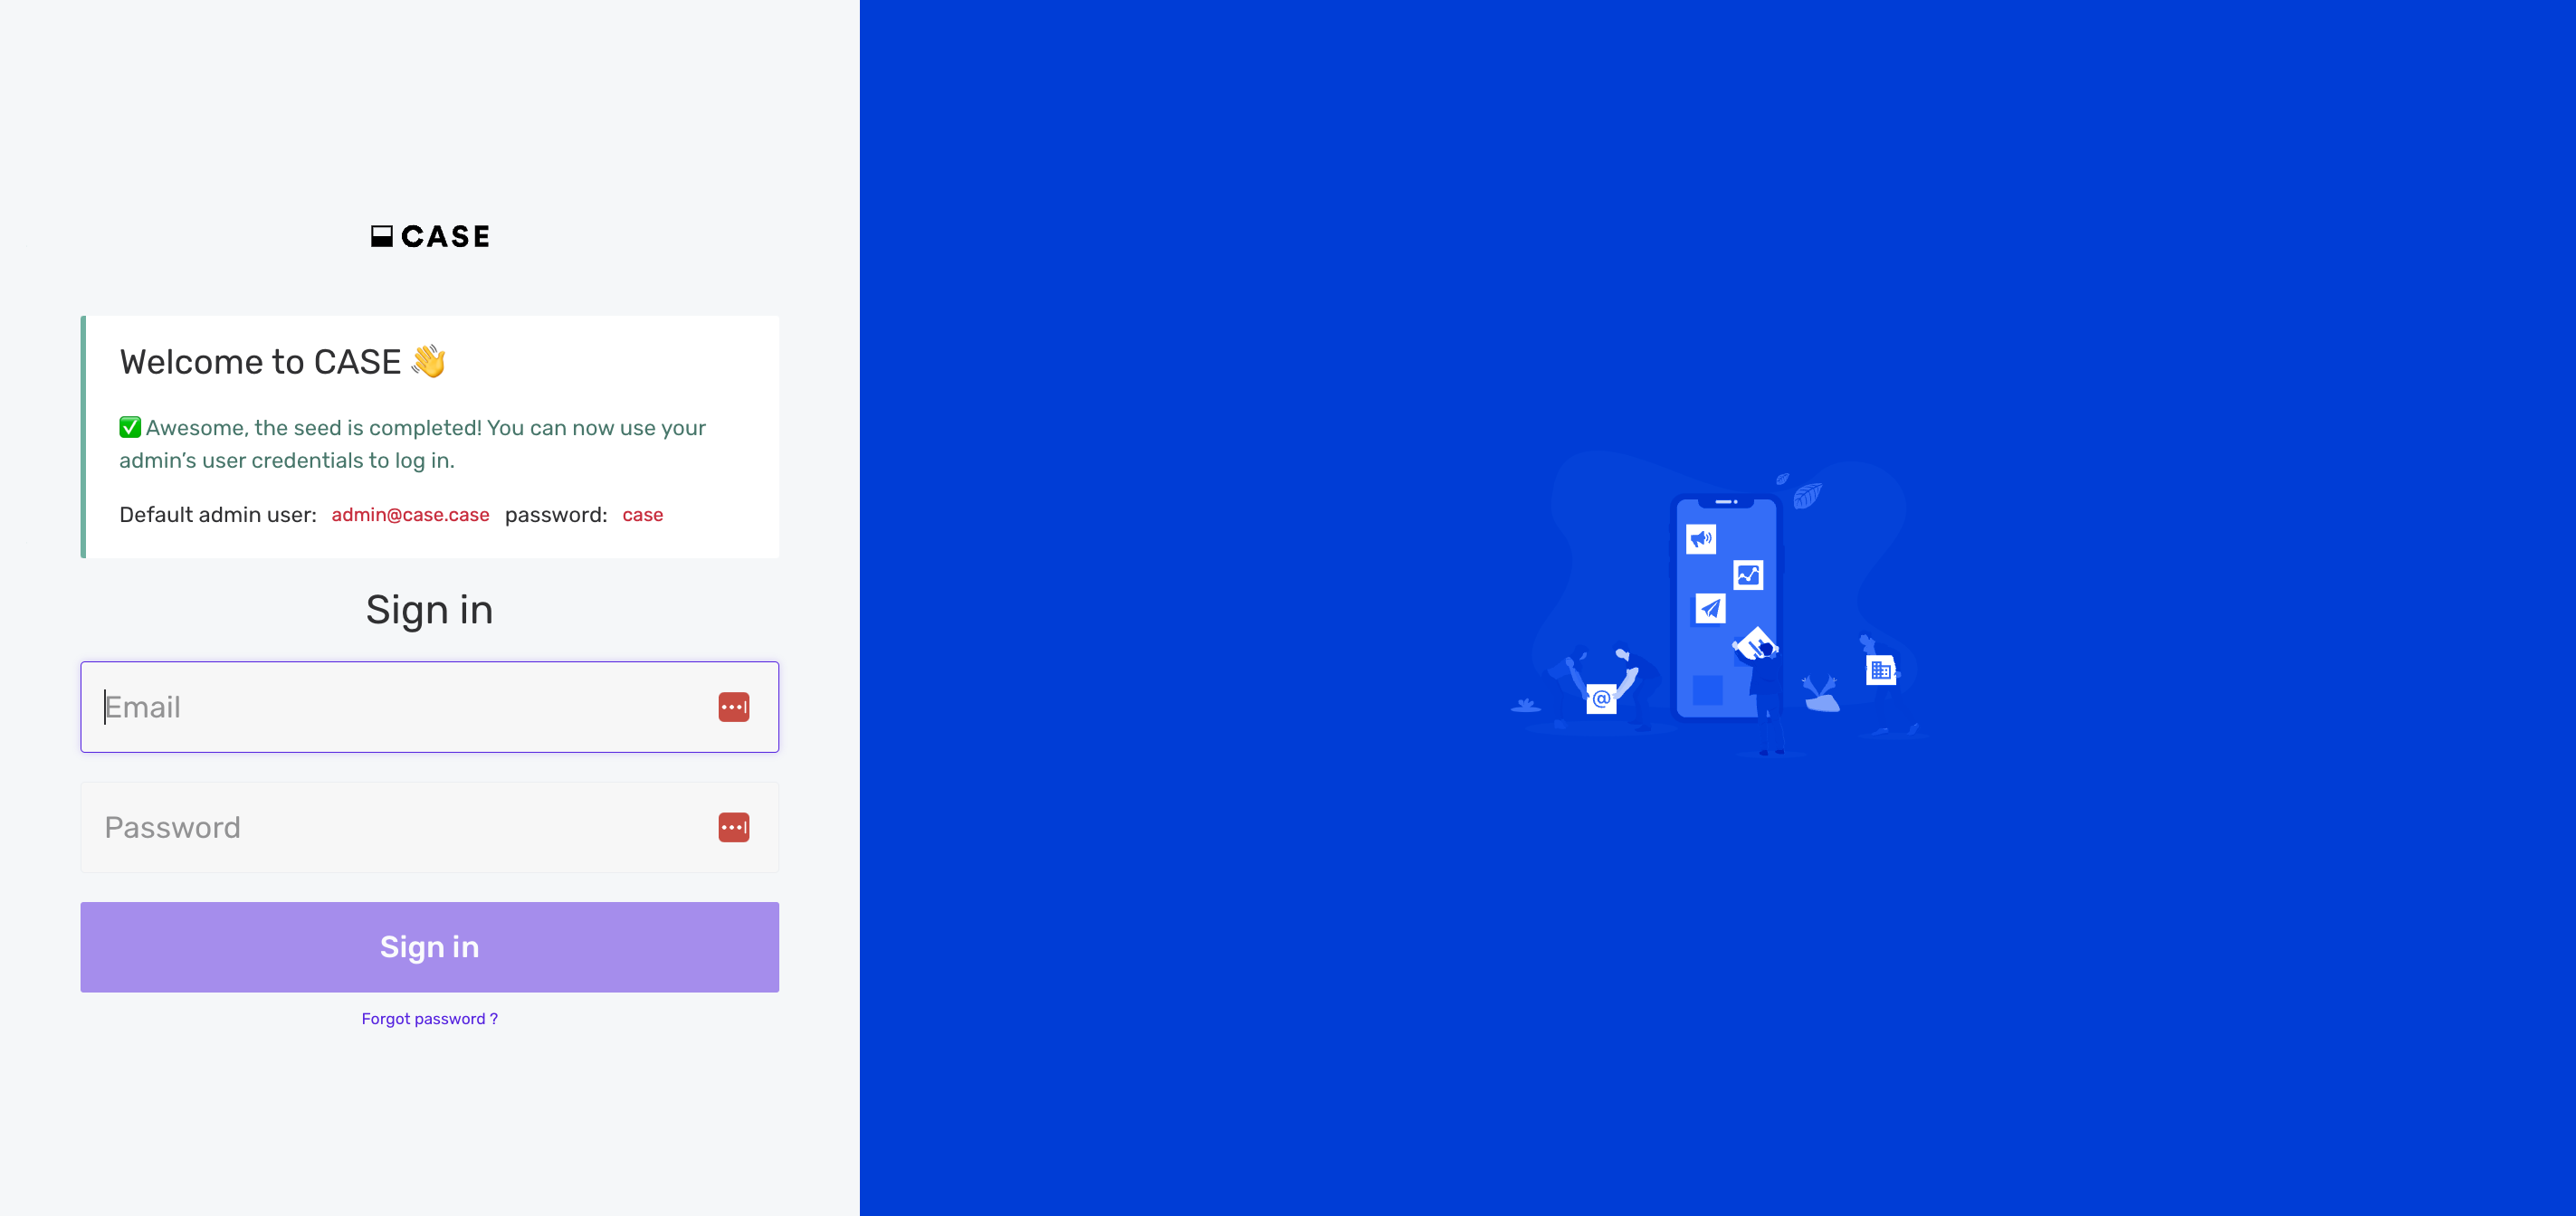 CASE
Welcome to CASE 👋
✅ Awesome, the seed is completed! You can now use your
admin’s user credentials to log in.
Default admin user: admin@case.case password: case
Sign in
Email
Password
Sign in
Forgot password ?
@